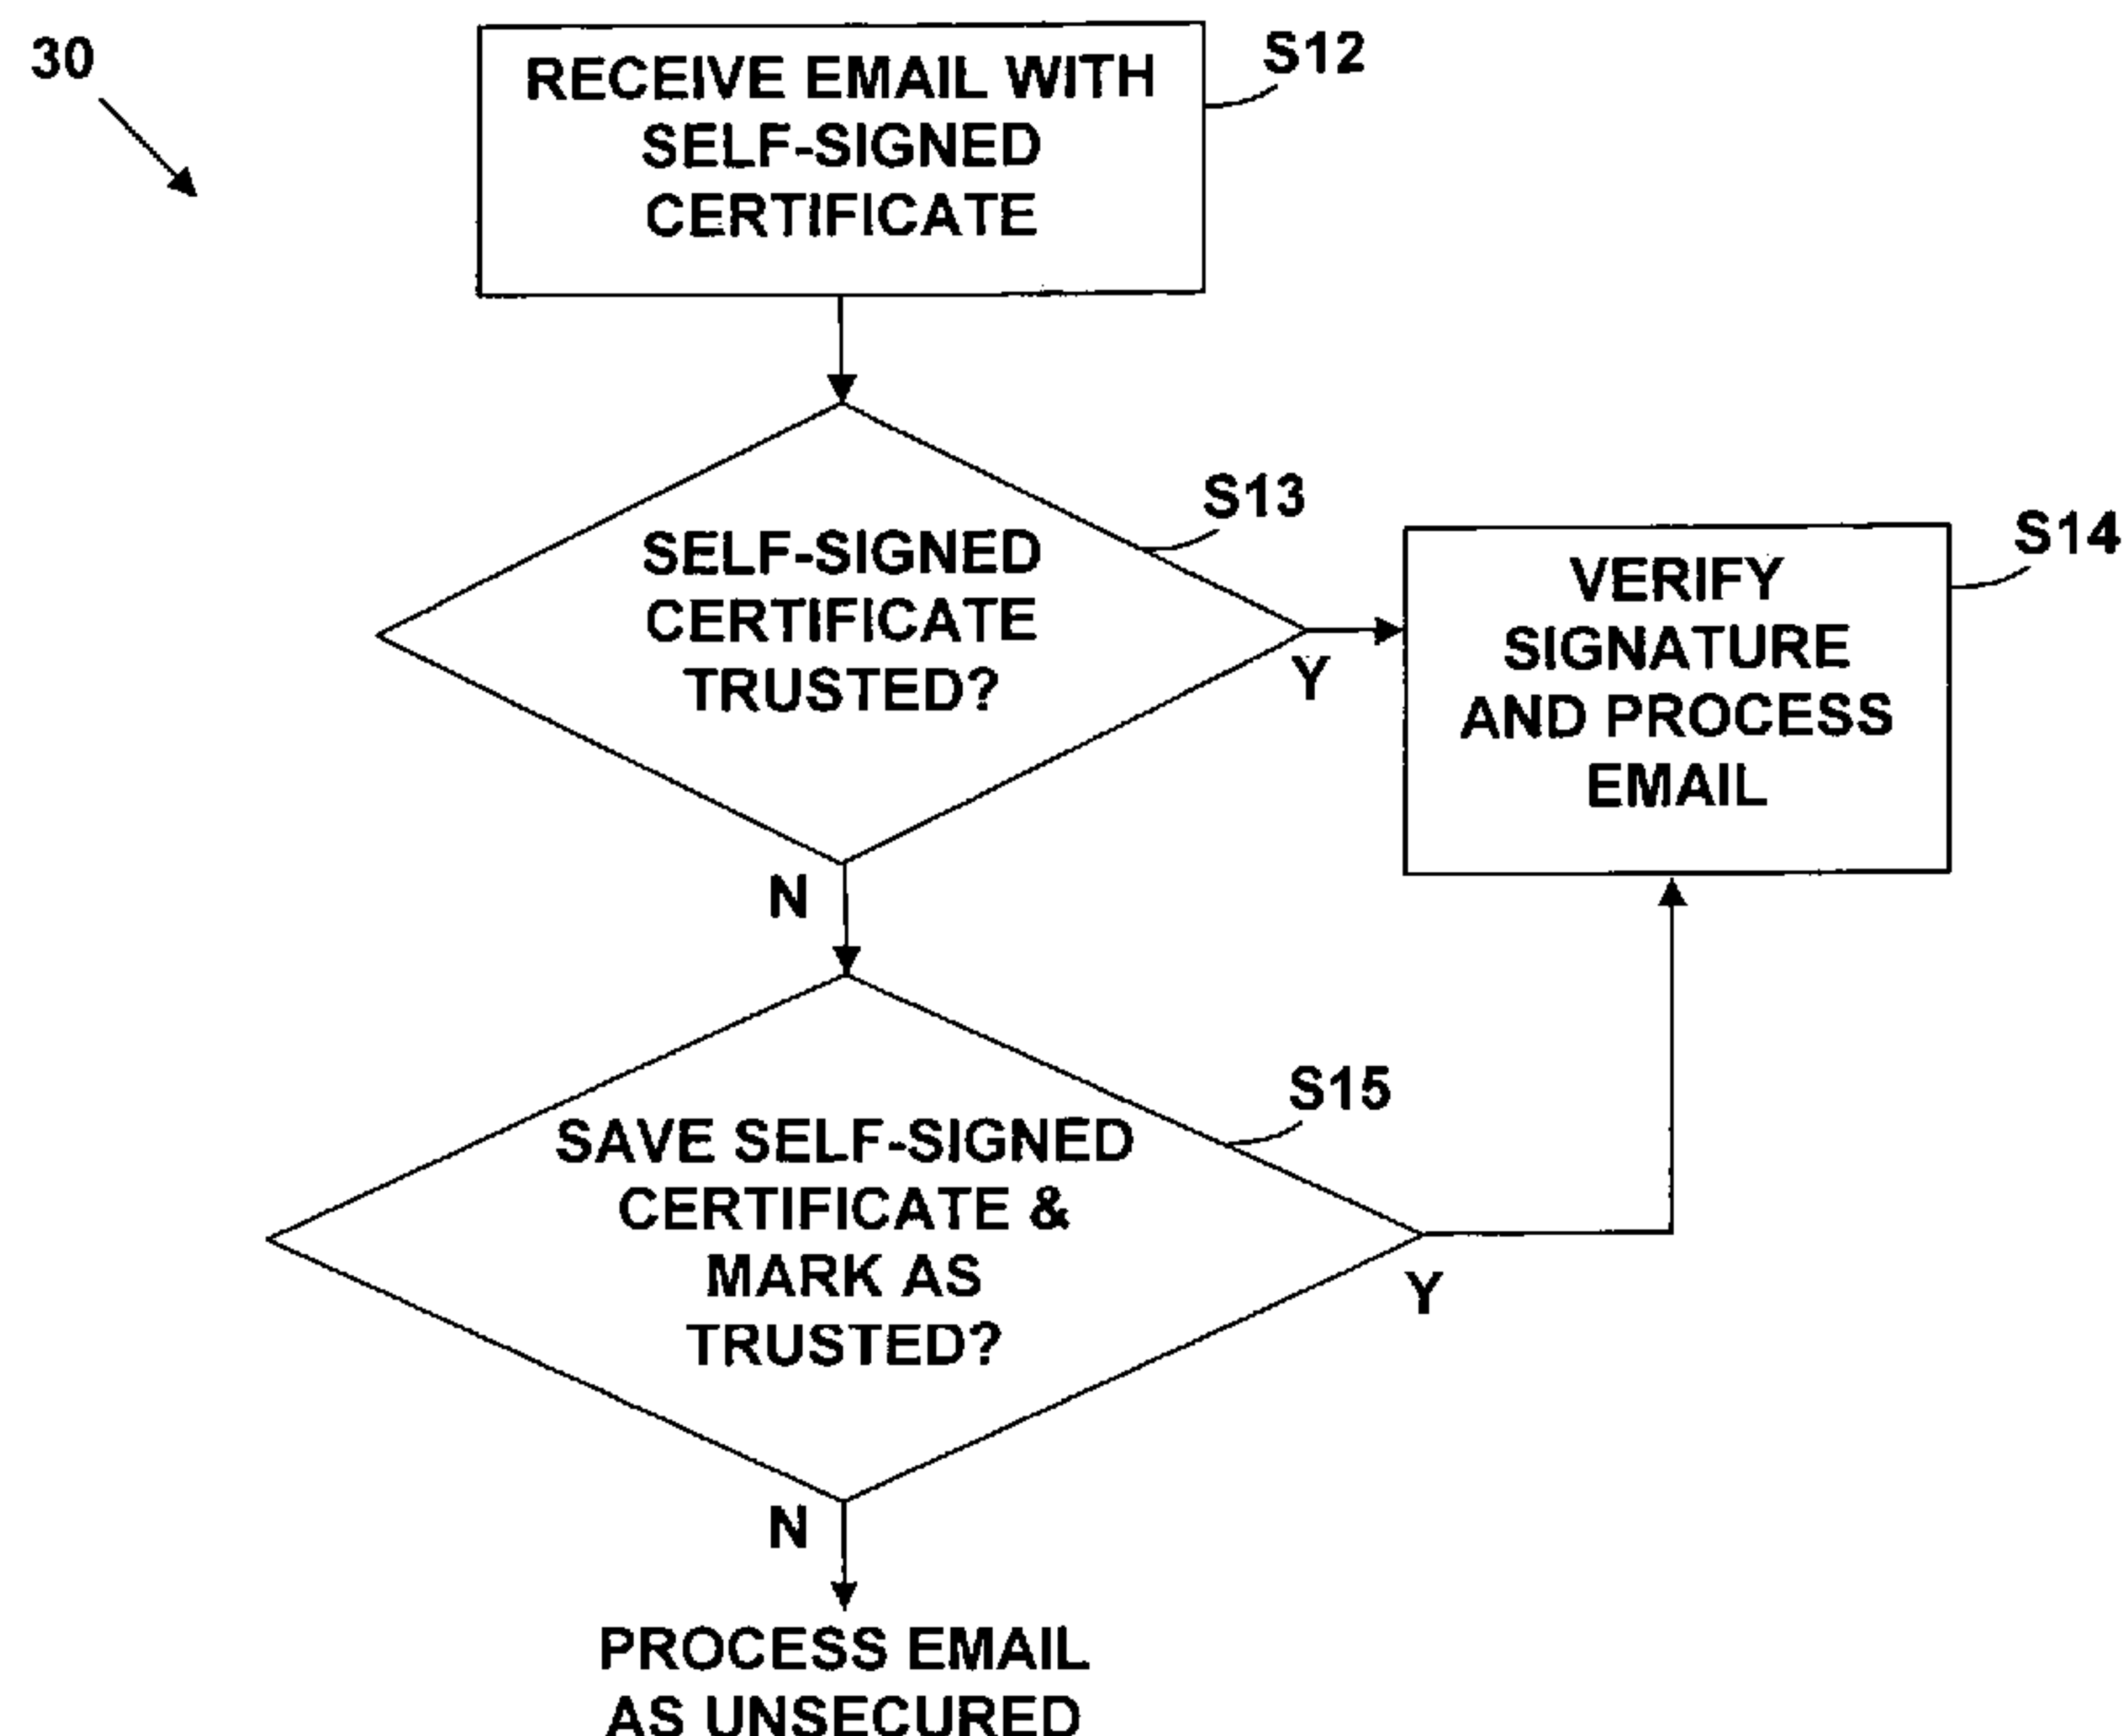 30
RECEIVE EMAIL WITH
SELF-SIGNED
CERTIFICATE
S12
SELF-SIGNED
CERTIFICATE
TRUSTED?
S13
Y
N
VERIFY
SIGNATURE
AND PROCESS
EMAIL
S14
SAVE SELF-SIGNED
CERTIFICATE &
MARK AS
TRUSTED?
S15
Y
N
PROCESS EMAIL
AS UNSECURED